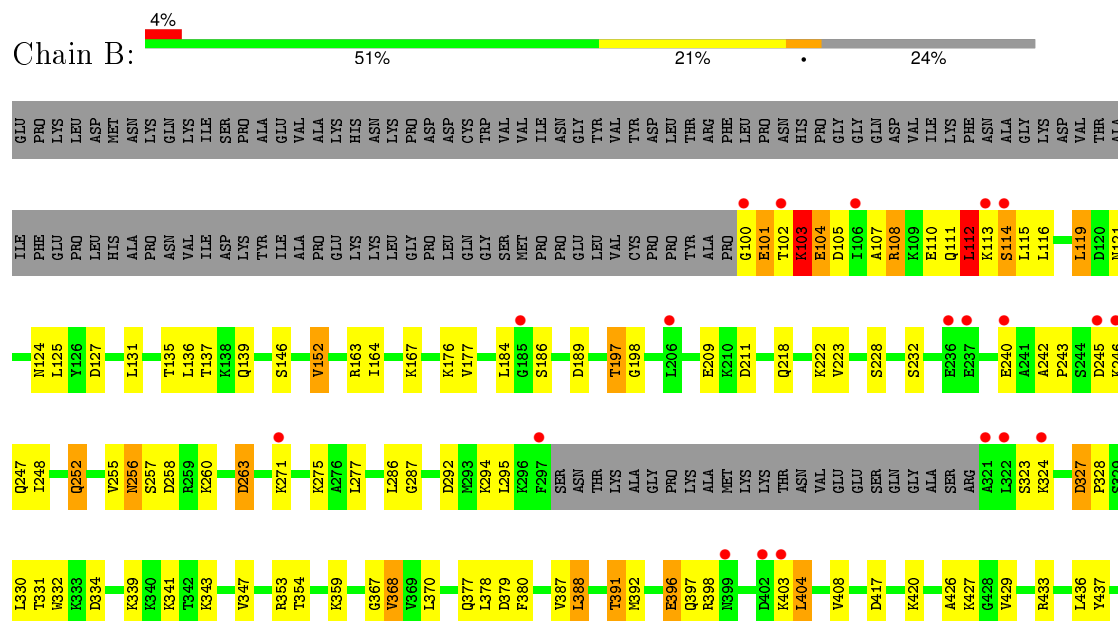 4%
Chain B:
51% 21% • 24%
GLU PRO LYS LEU ASP MET ASN LYS GLN LYS ILE SER PRO ALA GLU VAL ALA LYS HIS ASN LYS PRO ASP ASP CYS TRP VAL VAL ILE ASN GLY TYR VAL TYR ASP LEU THR ARG PHE LEU PRO ASN HIS PRO GLY GLY GLN ASP VAL ILE LYS PHE ASN ALA GLY LYS ASP VAL THR ALA
ILE PHE GLU PRO LEU HIS ALA PRO ASN VAL ILE ASP LYS TYR ILE ALA PRO GLU LYS LYS LEU GLY PRO LEU GLN GLY SER MET PRO PRO GLU LEU VAL CYS PRO PRO TYR ALA PRO G100 E101 T102 K103 E104 D105 I106 A107 R108 K109 E110 Q111 L112 K113 S114 L115 L116 L119 D120 N121
N124 L125 Y126 D127 L131 T135 L136 T137 K138 Q139 S146 V152 R163 I164 K167 K176 V177 L184 G185 S186 D189 T197 G198 L206 E209 K210 D211 Q218 K222 V223 S228 S232 E236 E237 E240 A241 A242 P243 S244 D245 K246
Q247 I248 Q252 V255 N256 S257 D258 R259 K260 D263 K271 K275 A276 L277 L286 G287 D292 M293 K294 L295 K296 F297 SER ASN THR LYS ALA GLY PRO LYS ALA MET LYS LYS THR ASN VAL GLU GLU SER GLN GLY ALA SER ARG A321 L322 S323 K324 D327 P328 S329
L330 T331 W332 K333 D334 K339 K340 K341 T342 K343 V347 R353 T354 K359 G367 V368 V369 L370 Q377 L378 D379 F380 V387 L388 T391 M392 E396 Q397 R398 N399 D402 K403 L404 V408 D417 K420 A426 K427 G428 V429 R433 L436 Y437